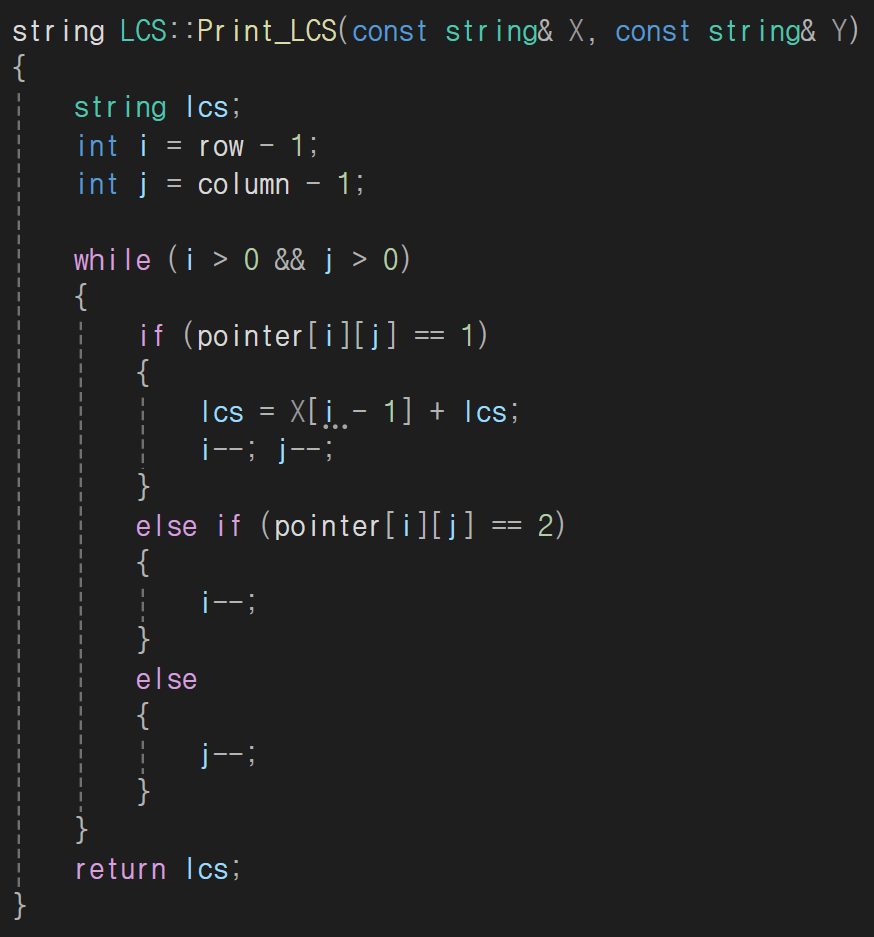 string LCS::Print_LCS(const string& X, const string& Y)
{
    string lcs;
    int i = row - 1;
    int j = column - 1;

    while (i > 0 && j > 0)
    {
        if (pointer[i][j] == 1)
        {
            lcs = X[i - 1] + lcs;
            i--; j--;
        }
        else if (pointer[i][j] == 2)
        {
            i--;
        }
        else
        {
            j--;
        }
    }
    return lcs;
}